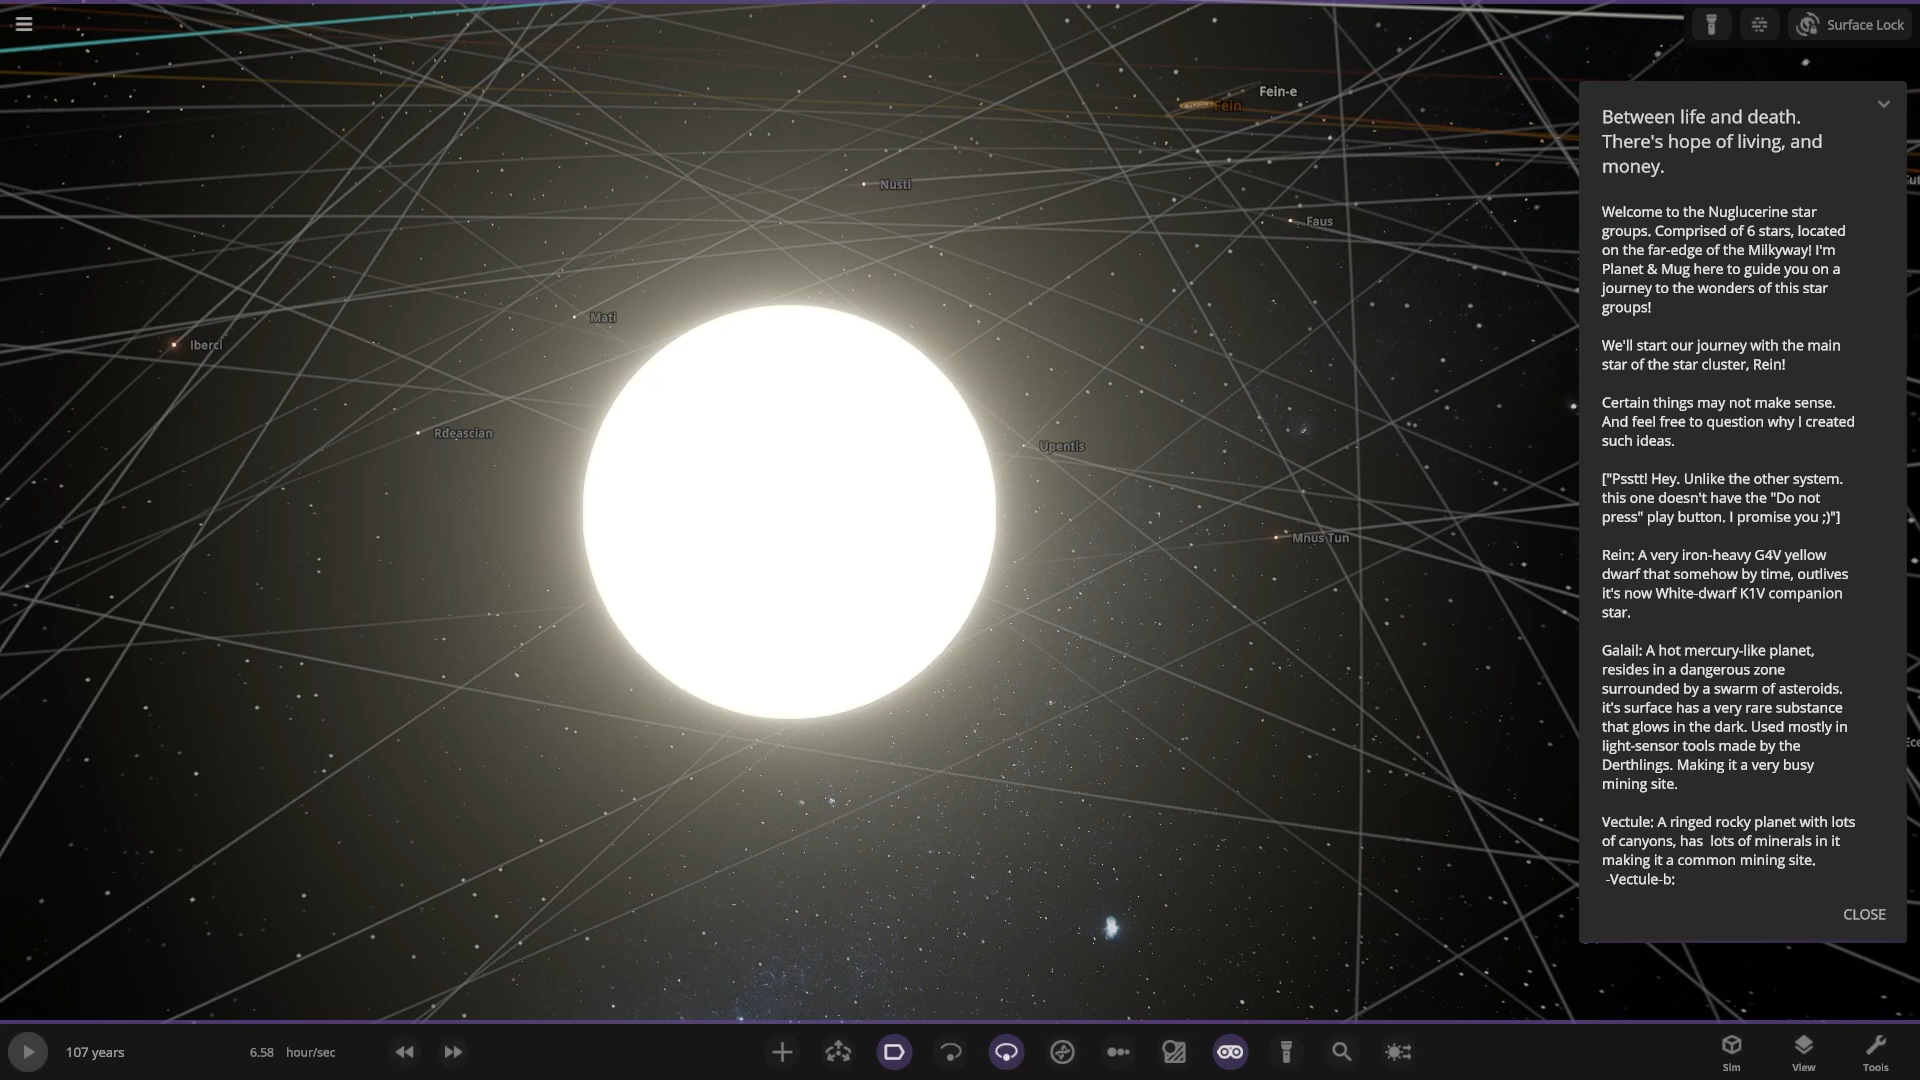 Surface Lock
Fein-e
Fein
Nusti
Faus
Mati
Iberci
Rdeascian
Upentis
Mnus Tun
Between life and death.
There's hope of living, and
money.
Welcome to the Nuglucerine star
groups. Comprised of 6 stars, located
on the far-edge of the Milkyway! I'm
Planet & Mug here to guide you on a
journey to the wonders of this star
groups!
We'll start our journey with the main
star of the star cluster, Rein!
Certain things may not make sense.
And feel free to question why I created
such ideas.
["Psstt! Hey. Unlike the other system.
this one doesn't have the "Do not
press" play button. I promise you ;)"]
Rein: A very iron-heavy G4V yellow
dwarf that somehow by time, outlives
it's now White-dwarf K1V companion
star.
Galail: A hot mercury-like planet,
resides in a dangerous zone
surrounded by a swarm of asteroids.
it's surface has a very rare substance
that glows in the dark. Used mostly in
light-sensor tools made by the
Derthlings. Making it a very busy
mining site.
Vectule: A ringed rocky planet with lots
of canyons, has  lots of minerals in it
making it a common mining site.
-Vectule-b:
CLOSE
107 years
6.58 hour/sec
Sim
View
Tools